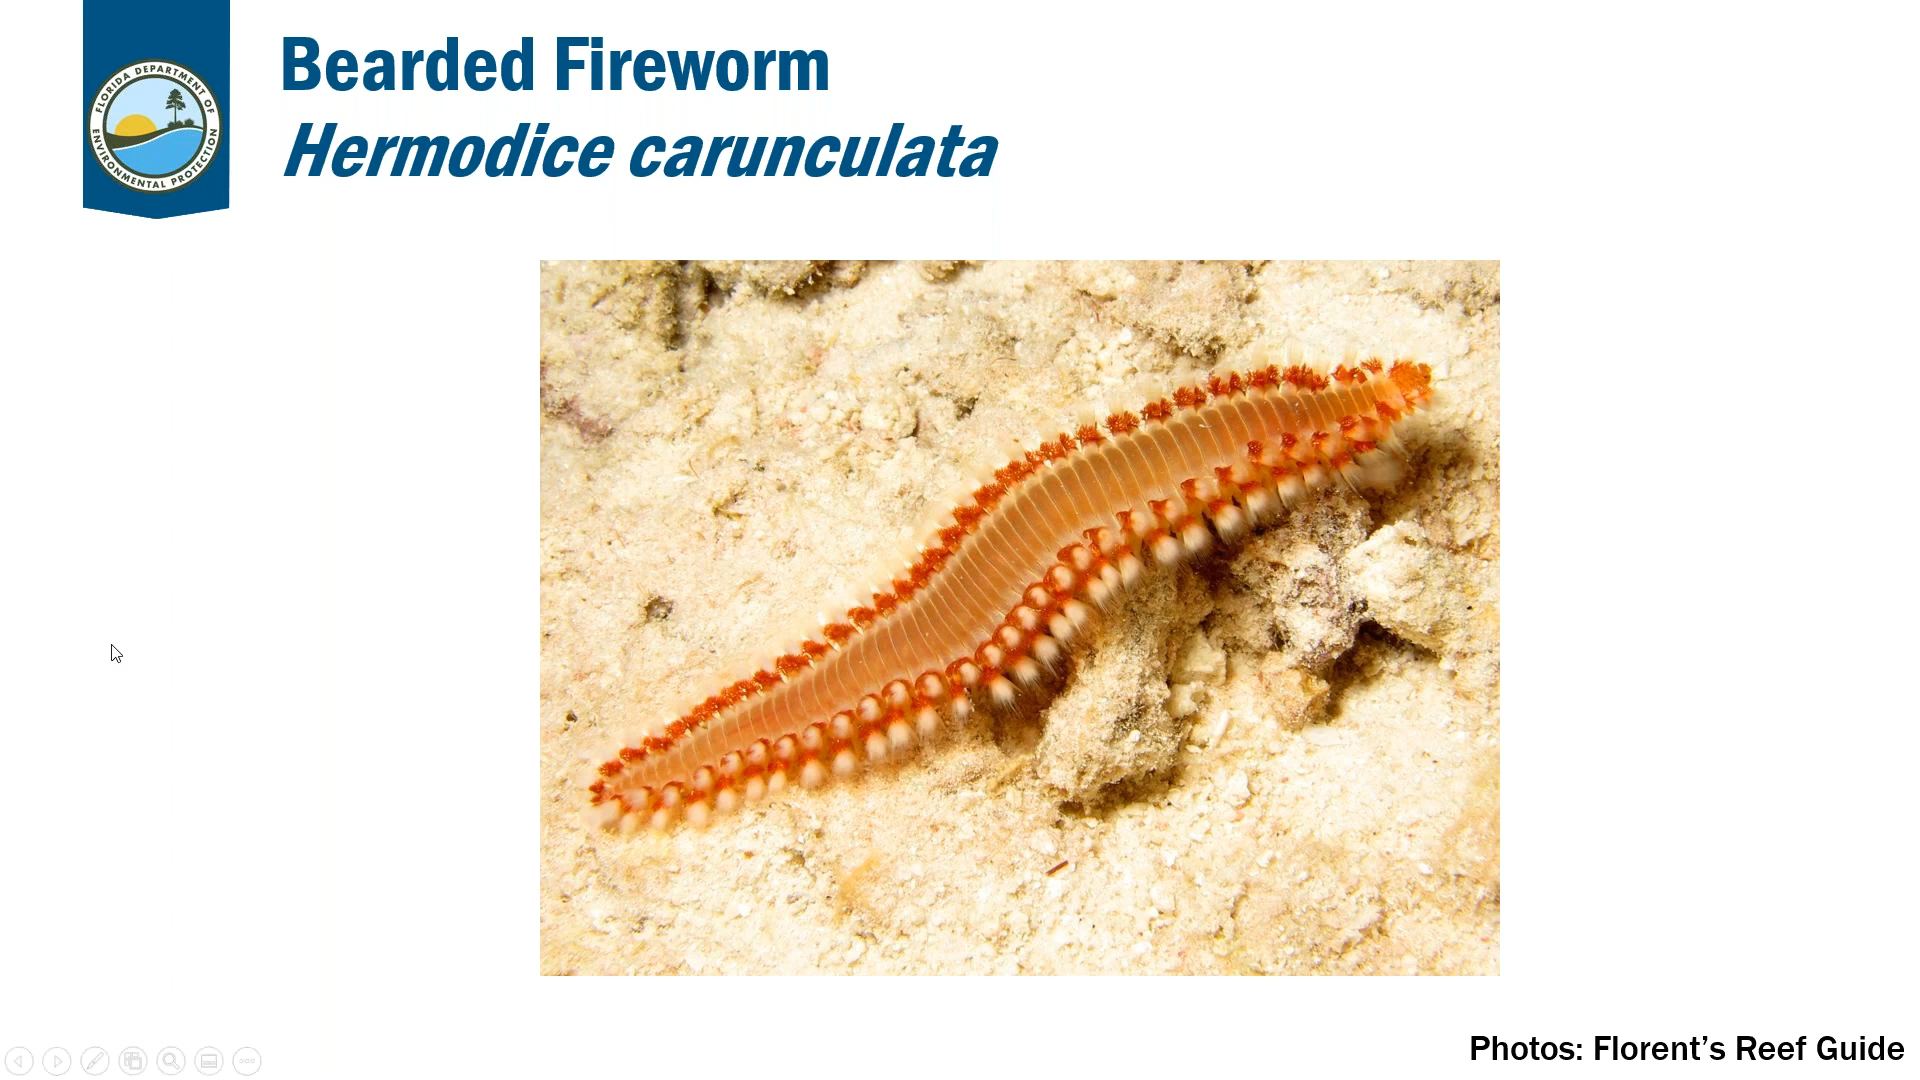 FLORIDA DEPARTMENT OF
ENVIRONMENTAL PROTECTION
Bearded Fireworm
Hermodice carunculata
Photos: Florent’s Reef Guide